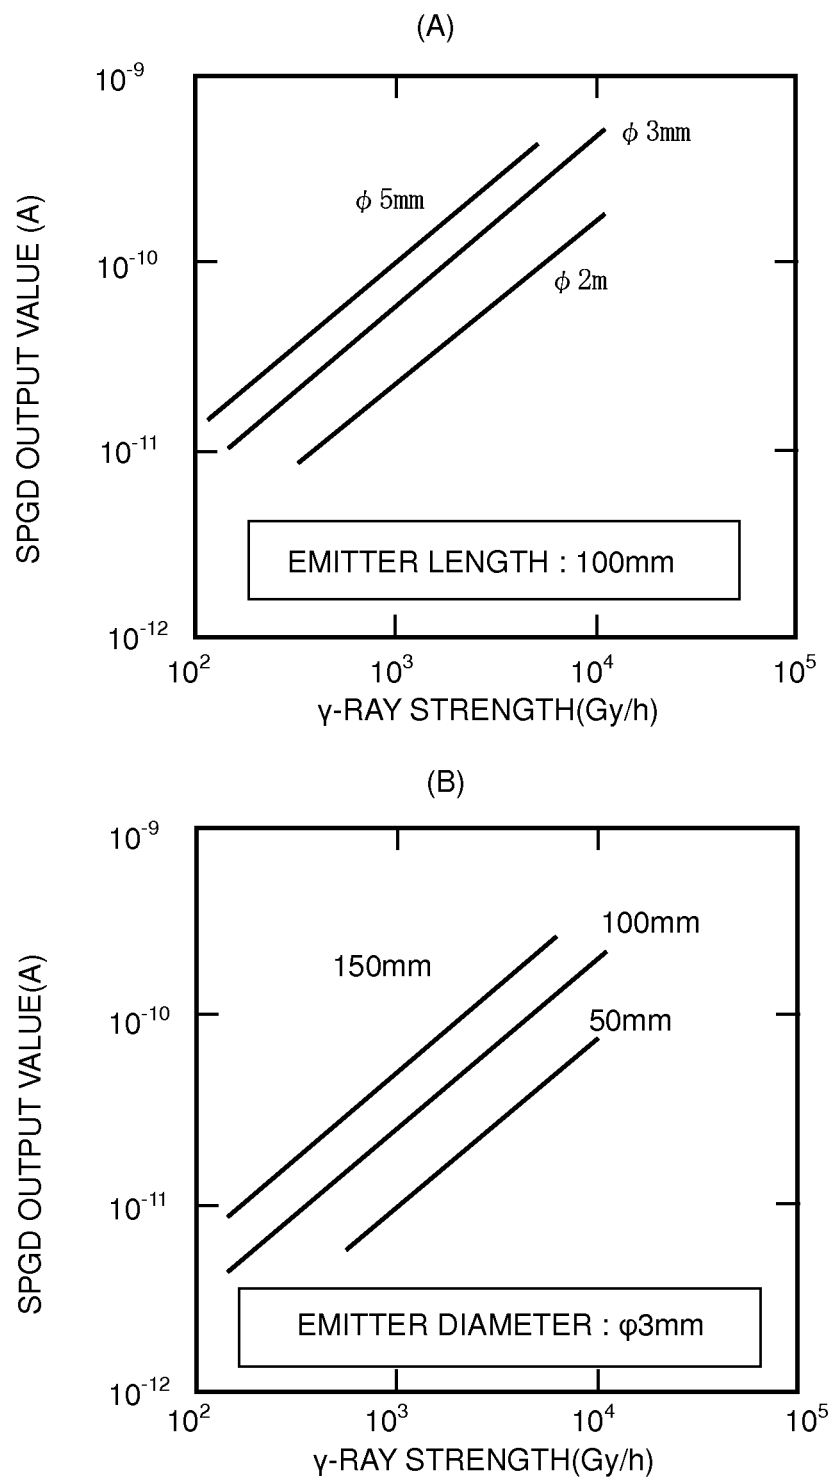 (A)
10⁻⁹
φ 3mm
φ 5mm
SPGD OUTPUT VALUE (A)
10⁻¹⁰
φ 2m
10⁻¹¹
EMITTER LENGTH : 100mm
10⁻¹²
10² 10³ 10⁴ 10⁵
γ-RAY STRENGTH(Gy/h)
(B)
10⁻⁹
100mm
150mm
SPGD OUTPUT VALUE(A)
10⁻¹⁰
50mm
10⁻¹¹
EMITTER DIAMETER : φ3mm
10⁻¹²
10² 10³ 10⁴ 10⁵
γ-RAY STRENGTH(Gy/h)